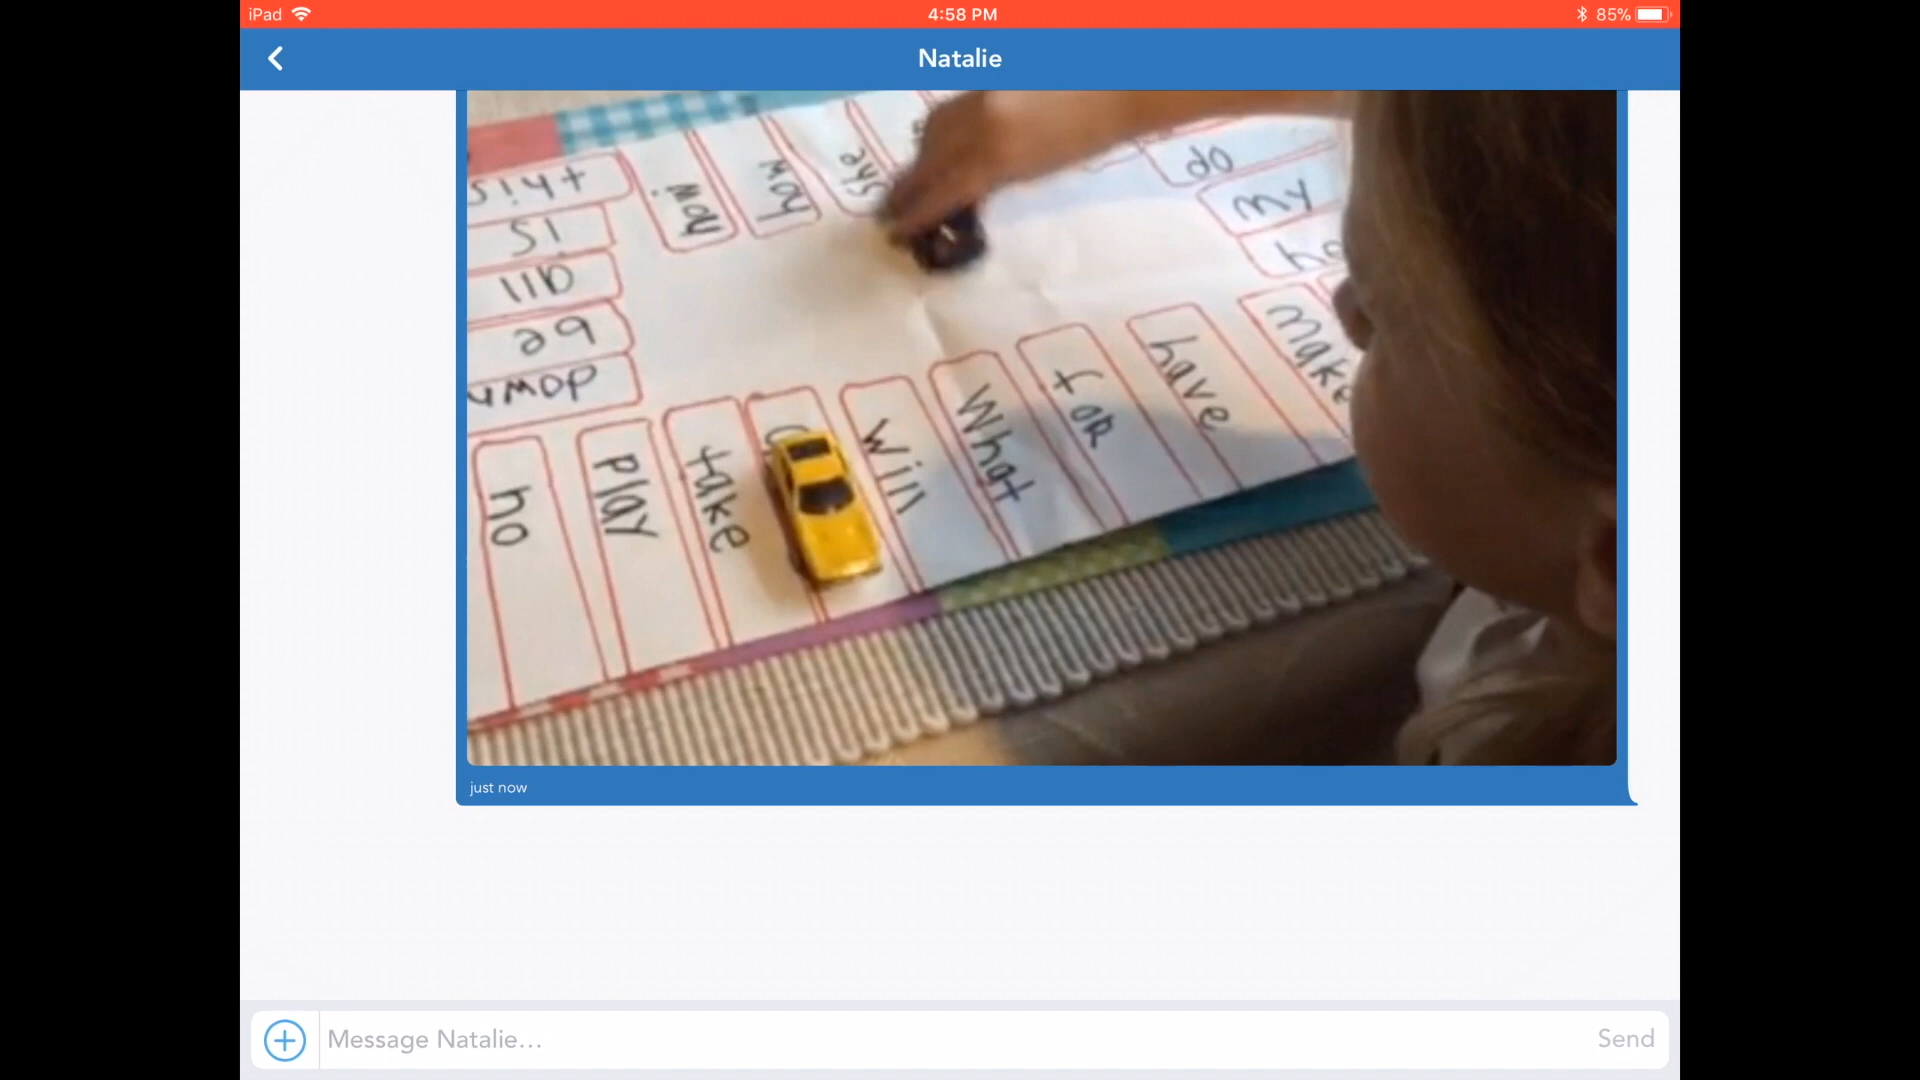 iPad
4:58 PM
85%
Natalie
this
is
all
be
down
now
how
she
do
my
make
have
for
what
will
take
play
no
just now
Message Natalie...
Send